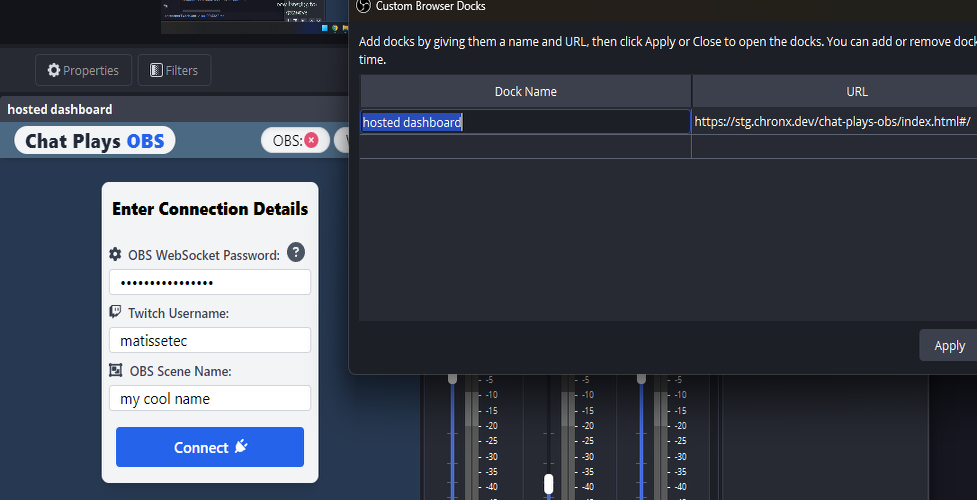 Custom Browser Docks
Add docks by giving them a name and URL, then click Apply or Close to open the docks. You can add or remove dock
time.
Properties
Filters
Dock Name
URL
hosted dashboard
hosted dashboard
https://stg.chronx.dev/chat-plays-obs/index.html#/
Chat Plays OBS
OBS:
Enter Connection Details
OBS WebSocket Password:
?
••••••••••••••••
Twitch Username:
matissetec
OBS Scene Name:
my cool name
Connect
Apply
-5 -5 -5
-10 -10 -10
-15 -15 -15
-20 -20 -20
-25 -25 -25
-30 -30 -30
-35 -35 -35
-40 -40 -40